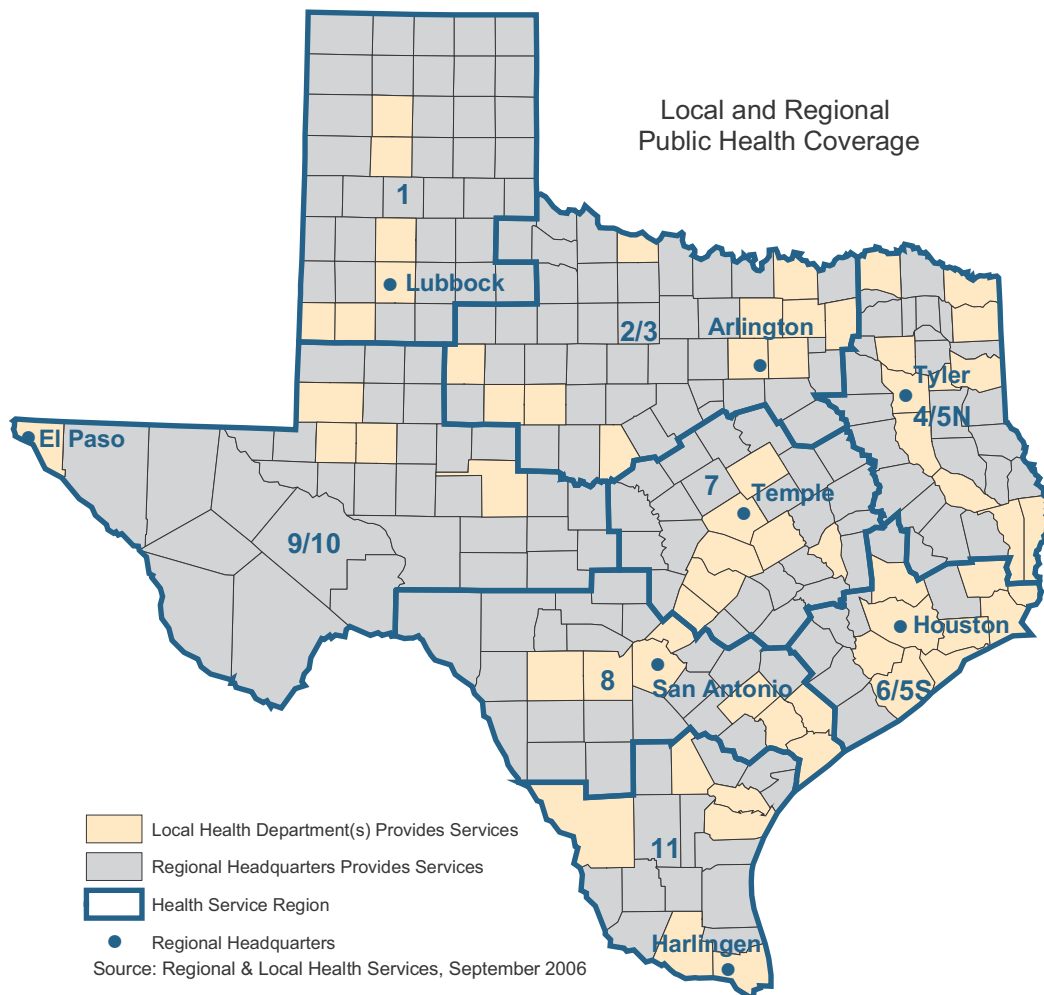 Local and Regional
Public Health Coverage
1
Lubbock
2/3
Arlington
Tyler
4/5N
El Paso
7
Temple
9/10
Houston
8
San Antonio
6/5S
11
Harlingen
Local Health Department(s) Provides Services
Regional Headquarters Provides Services
Health Service Region
Regional Headquarters
Source: Regional & Local Health Services, September 2006